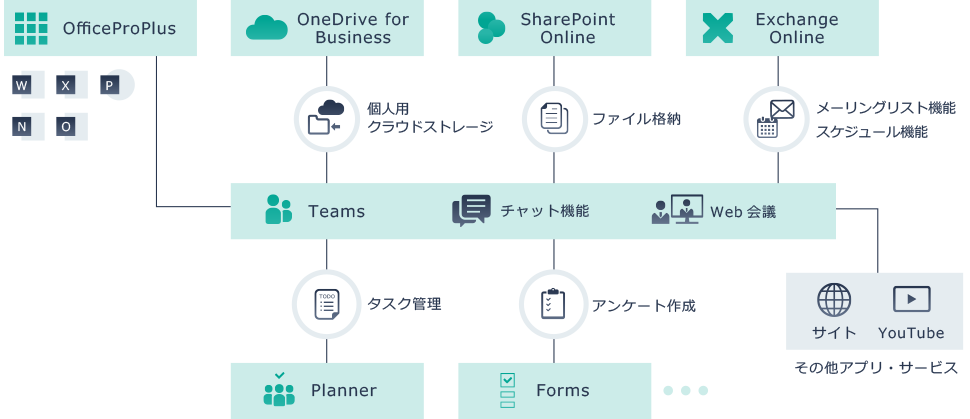 OfficeProPlus
OneDrive for
Business
SharePoint
Online
Exchange
Online
W
X
P
N
O
個人用
クラウドストレージ
ファイル格納
メーリングリスト機能
スケジュール機能
Teams
チャット機能
Web 会議
TODO
タスク管理
アンケート作成
サイト
YouTube
その他アプリ・サービス
Planner
Forms